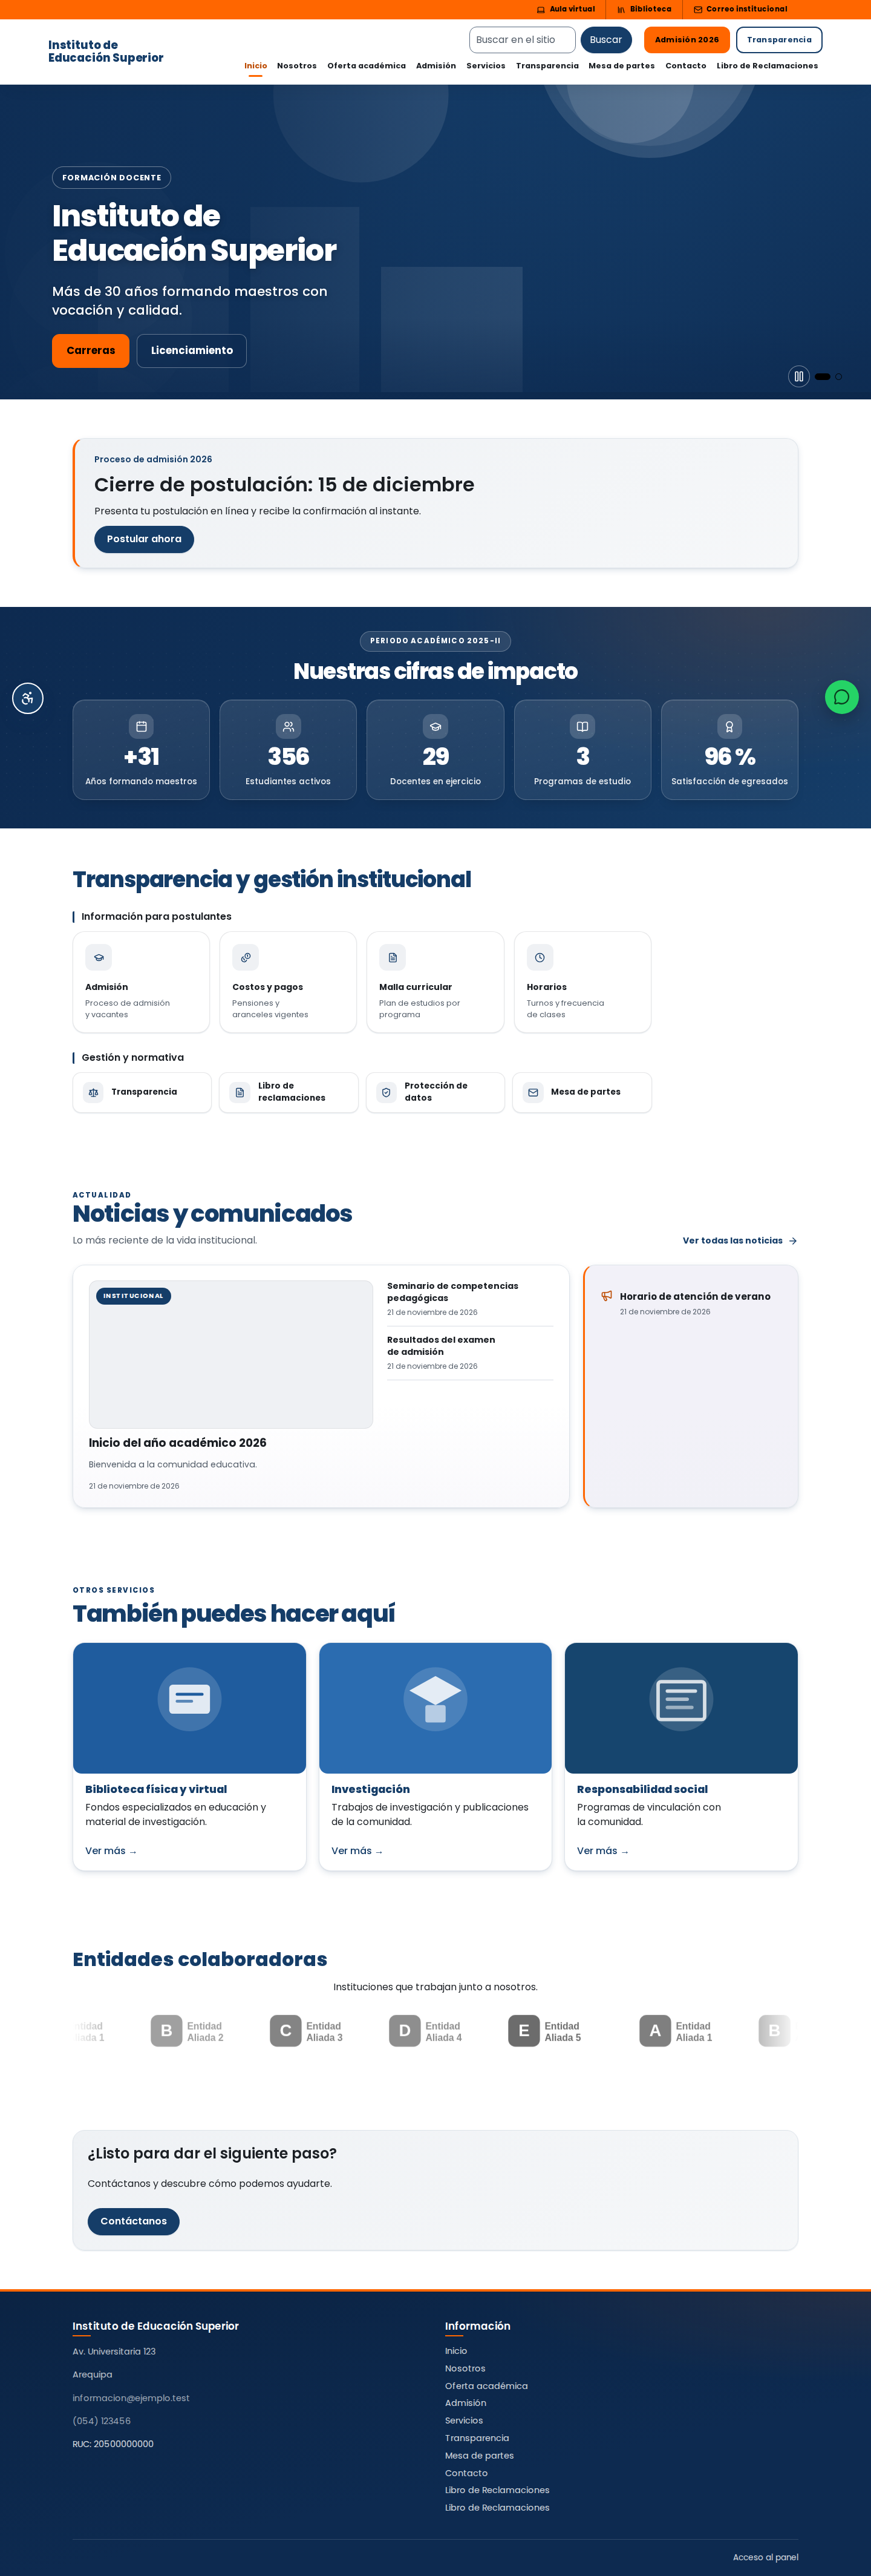 Aula virtual
Biblioteca
Correo institucional
Instituto de
Educación Superior
Buscar en el sitio
Buscar
Admisión 2026
Transparencia
Inicio
Nosotros
Oferta académica
Admisión
Servicios
Transparencia
Mesa de partes
Contacto
Libro de Reclamaciones
FORMACIÓN DOCENTE
Instituto de
Educación Superior
Más de 30 años formando maestros con
vocación y calidad.
Carreras
Licenciamiento
Proceso de admisión 2026
Cierre de postulación: 15 de diciembre
Presenta tu postulación en línea y recibe la confirmación al instante.
Postular ahora
PERIODO ACADÉMICO 2025-II
Nuestras cifras de impacto
+31
Años formando maestros
356
Estudiantes activos
29
Docentes en ejercicio
3
Programas de estudio
96 %
Satisfacción de egresados
Transparencia y gestión institucional
Información para postulantes
Admisión
Proceso de admisión
y vacantes
Costos y pagos
Pensiones y
aranceles vigentes
Malla curricular
Plan de estudios por
programa
Horarios
Turnos y frecuencia
de clases
Gestión y normativa
Transparencia
Libro de
reclamaciones
Protección de
datos
Mesa de partes
ACTUALIDAD
Noticias y comunicados
Lo más reciente de la vida institucional.
Ver todas las noticias
INSTITUCIONAL
Inicio del año académico 2026
Bienvenida a la comunidad educativa.
21 de noviembre de 2026
Seminario de competencias
pedagógicas
21 de noviembre de 2026
Resultados del examen
de admisión
21 de noviembre de 2026
Horario de atención de verano
21 de noviembre de 2026
OTROS SERVICIOS
También puedes hacer aquí
Biblioteca física y virtual
Fondos especializados en educación y
material de investigación.
Ver más →
Investigación
Trabajos de investigación y publicaciones
de la comunidad.
Ver más →
Responsabilidad social
Programas de vinculación con
la comunidad.
Ver más →
Entidades colaboradoras
Instituciones que trabajan junto a nosotros.
B
Entidad
Aliada 2
C
Entidad
Aliada 3
D
Entidad
Aliada 4
E
Entidad
Aliada 5
A
Entidad
Aliada 1
B
¿Listo para dar el siguiente paso?
Contáctanos y descubre cómo podemos ayudarte.
Contáctanos
Instituto de Educación Superior
Av. Universitaria 123
Arequipa
informacion@ejemplo.test
(054) 123456
RUC: 20500000000
Información
Inicio
Nosotros
Oferta académica
Admisión
Servicios
Transparencia
Mesa de partes
Contacto
Libro de Reclamaciones
Libro de Reclamaciones
Acceso al panel